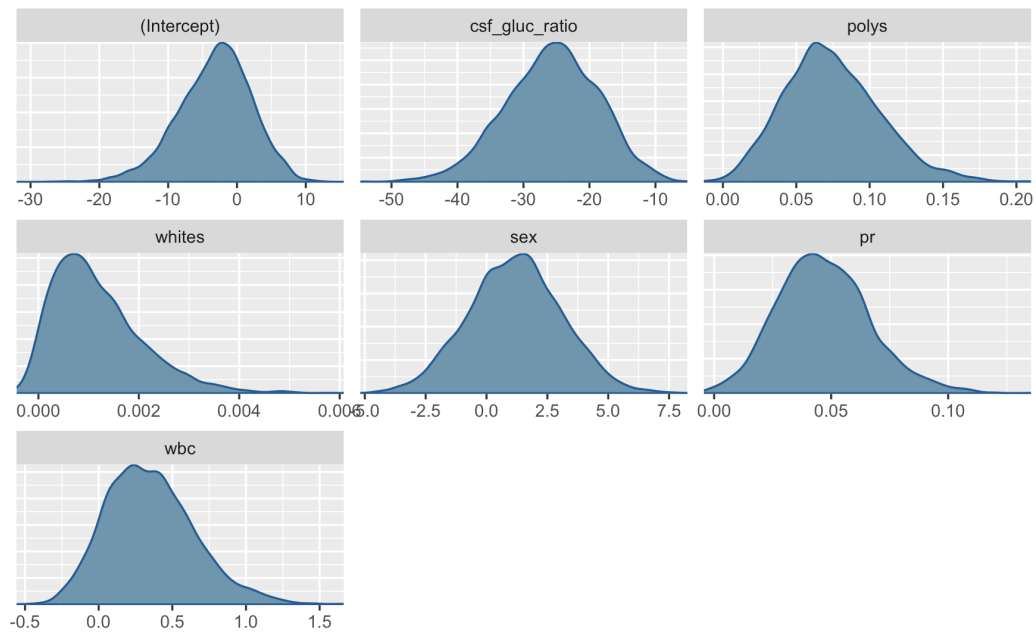 (Intercept) csf_gluc_ratio polys
-30 -20 -10 0 10 -50 -40 -30 -20 -10 0.00 0.05 0.10 0.15 0.20
whites sex pr
0.000 0.002 0.004 0.006 -5.0 -2.5 0.0 2.5 5.0 7.5 0.00 0.05 0.10
wbc
-0.5 0.0 0.5 1.0 1.5